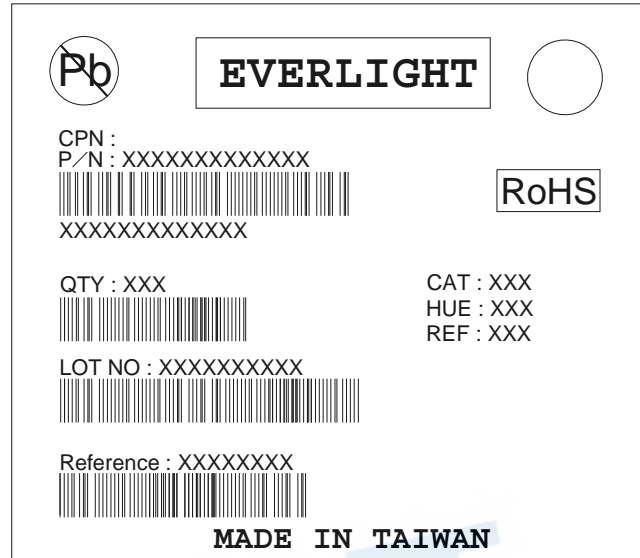 Pb
EVERLIGHT
CPN :
P/N : XXXXXXXXXXXXX
RoHS
XXXXXXXXXXXXX
QTY : XXX
CAT : XXX
HUE : XXX
REF : XXX
LOT NO : XXXXXXXXXX
Reference : XXXXXXXX
MADE IN TAIWAN